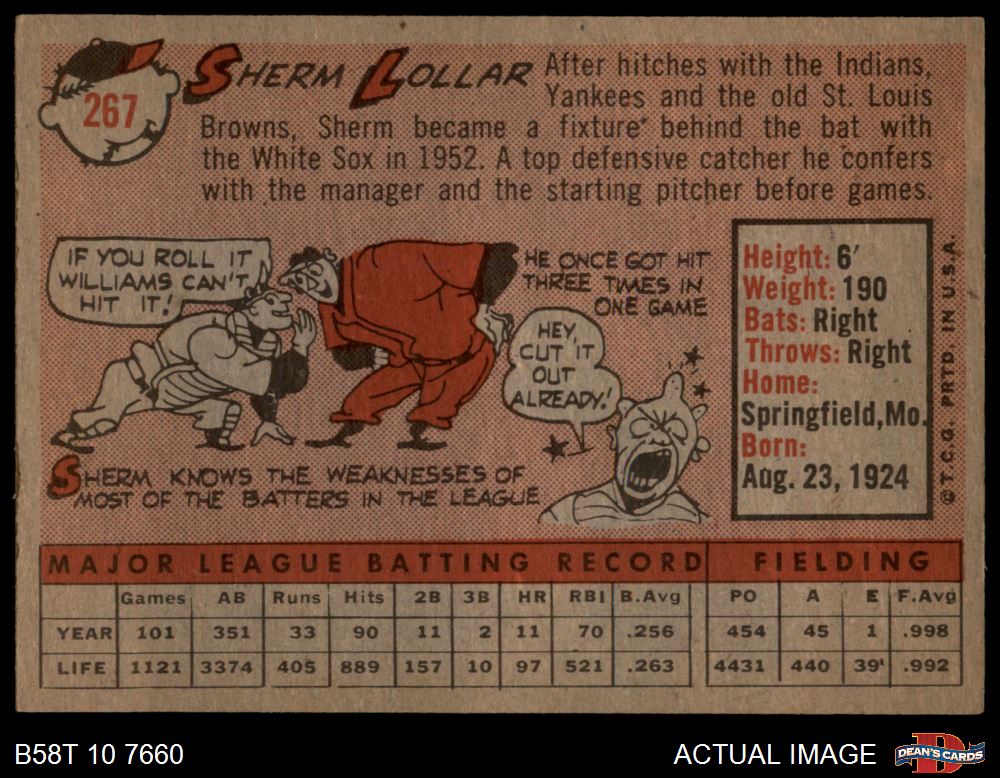 267
SHERM LOLLAR After hitches with the Indians,
Yankees and the old St. Louis
Browns, Sherm became a fixture behind the bat with
the White Sox in 1952. A top defensive catcher he confers
with the manager and the starting pitcher before games.
IF YOU ROLL IT
WILLIAMS CAN'T
HIT IT!
HE ONCE GOT HIT
THREE TIMES IN
ONE GAME
HEY,
CUT IT
OUT
ALREADY!
SHERM KNOWS THE WEAKNESSES OF
MOST OF THE BATTERS IN THE LEAGUE
Height: 6'
Weight: 190
Bats: Right
Throws: Right
Home:
Springfield, Mo.
Born:
Aug. 23, 1924
©T.C.G. PRTD. IN U.S.A.
MAJOR LEAGUE BATTING RECORD FIELDING
Games AB Runs Hits 2B 3B HR RBI B.Avg PO A E F.Avg
YEAR 101 351 33 90 11 2 11 70 .256 454 45 1 .998
LIFE 1121 3374 405 889 157 10 97 521 .263 4431 440 39 .992
B58T 10 7660
ACTUAL IMAGE
D
DEAN'S CARDS